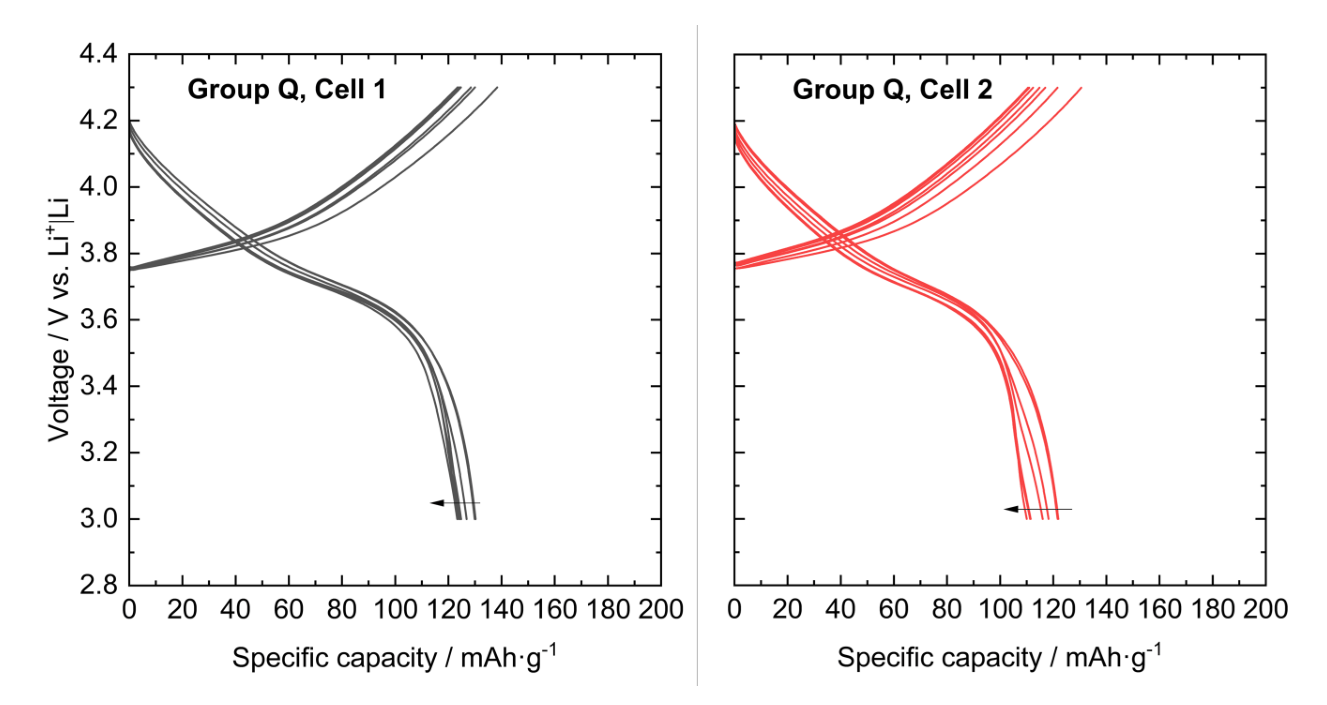 Group Q, Cell 1
4.4
4.2
4.0
3.8
3.6
3.4
3.2
3.0
2.8
Voltage / V vs. Li⁺|Li
0 20 40 60 80 100 120 140 160 180 200
Specific capacity / mAh·g⁻¹
Group Q, Cell 2
0 20 40 60 80 100 120 140 160 180 200
Specific capacity / mAh·g⁻¹